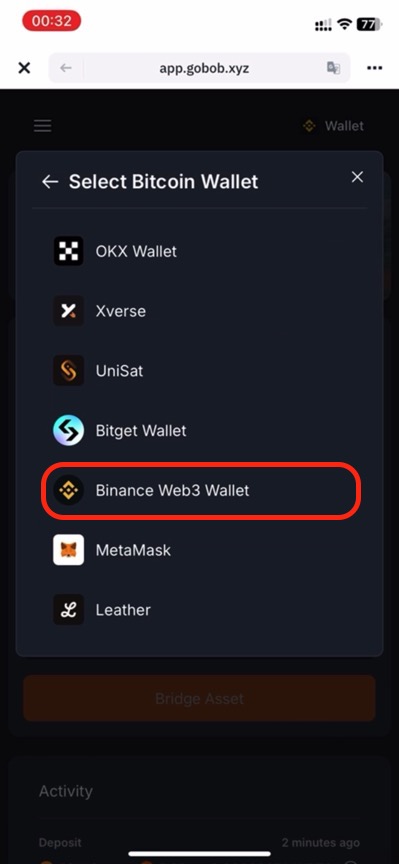 00:32
77
app.gobob.xyz
Wallet
Select Bitcoin Wallet
OKX Wallet
Xverse
UniSat
Bitget Wallet
Binance Web3 Wallet
MetaMask
Leather
Bridge Asset
Activity
Deposit 2 minutes ago